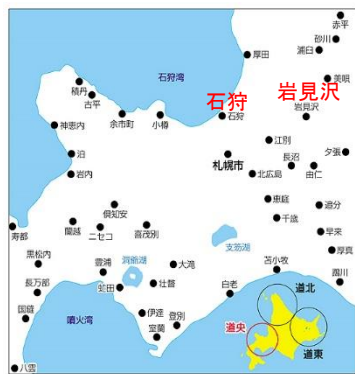 赤平
砂川
浦臼
厚田
美唄
石狩湾
積丹
古平
石狩
岩見沢
余市町
小樽
石狩
岩見沢
神恵内
江別
札幌市
夕張
泊
長沼
岩内
北広島
由仁
倶知安
恵庭
追分
寿都
蘭越
ニセコ
喜茂別
千歳
支笏湖
早来
黒松内
厚真
豊浦
洞爺湖
大滝
苫小牧
長万部
虻田
壮瞥
白老
鵡川
道北
国縫
噴火湾
伊達
登別
室蘭
道央
道東
八雲